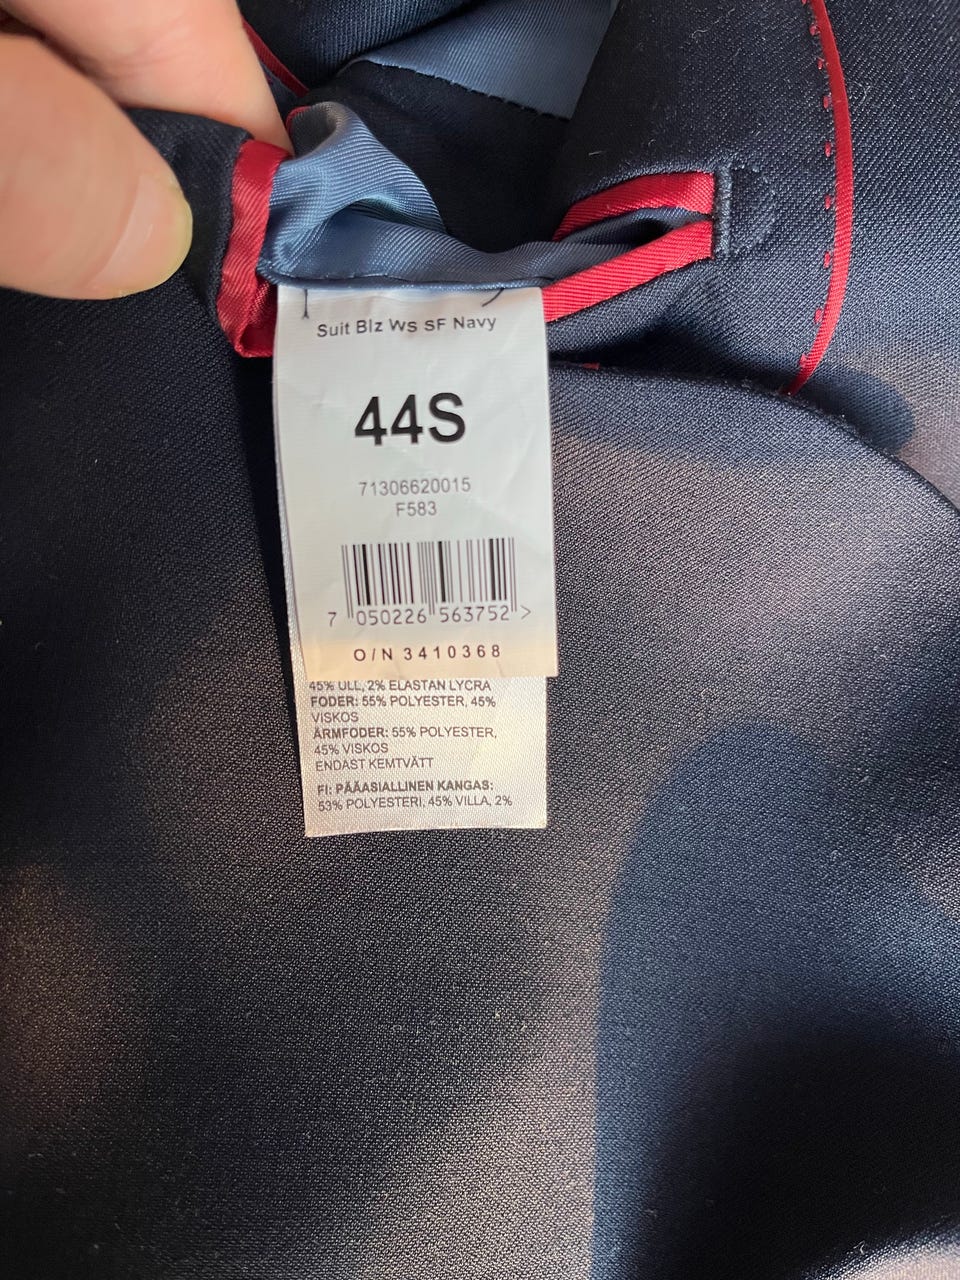 Suit Blz Ws SF Navy
44S
71306620015
F583
7 050226 563752 >
O/N 3410368
45% ULL, 2% ELASTAN LYCRA
FODER: 55% POLYESTER, 45%
VISKOS
ÄRMFODER: 55% POLYESTER,
45% VISKOS
ENDAST KEMTVÄTT
FI: PÄÄASIALLINEN KANGAS:
53% POLYESTERI, 45% VILLA, 2%